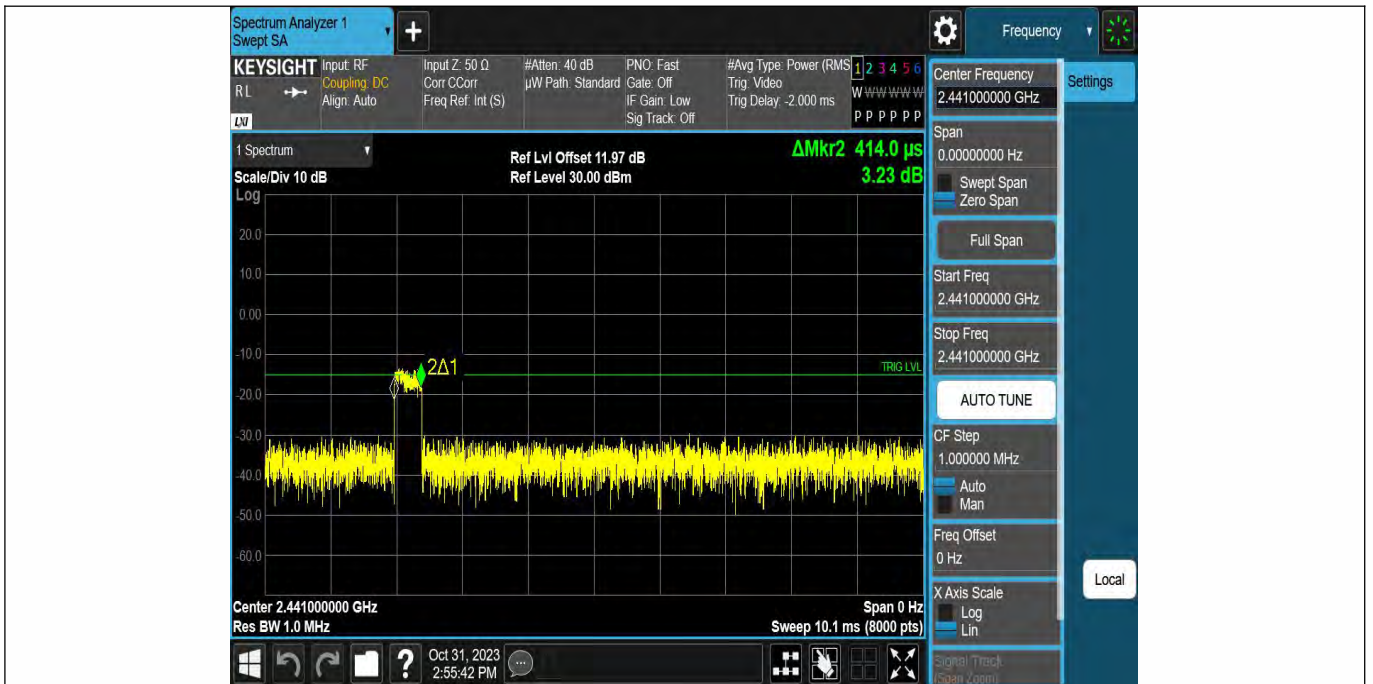 Spectrum Analyzer 1
Swept SA
+
Frequency
KEYSIGHT
RL
LXI
Input: RF
Coupling: DC
Align: Auto
Input Z: 50 Ω
Corr CCorr
Freq Ref: Int (S)
#Atten: 40 dB
µW Path: Standard
PNO: Fast
Gate: Off
IF Gain: Low
Sig Track: Off
#Avg Type: Power (RMS
Trig: Video
Trig Delay: -2.000 ms
1 2 3 4 5 6
W W W W W W
P P P P P P
1 Spectrum
Scale/Div 10 dB
Log
Ref Lvl Offset 11.97 dB
Ref Level 30.00 dBm
ΔMkr2 414.0 µs
3.23 dB
20.0
10.0
0.00
-10.0
-20.0
-30.0
-40.0
-50.0
-60.0
2Δ1
TRIG LVL
Center 2.441000000 GHz
Res BW 1.0 MHz
Span 0 Hz
Sweep 10.1 ms (8000 pts)
Center Frequency
2.441000000 GHz
Settings
Span
0.00000000 Hz
Swept Span
Zero Span
Full Span
Start Freq
2.441000000 GHz
Stop Freq
2.441000000 GHz
AUTO TUNE
CF Step
1.000000 MHz
Auto
Man
Freq Offset
0 Hz
X Axis Scale
Log
Lin
Signal Track
(Span Zoom)
Local
?
Oct 31, 2023
2:55:42 PM